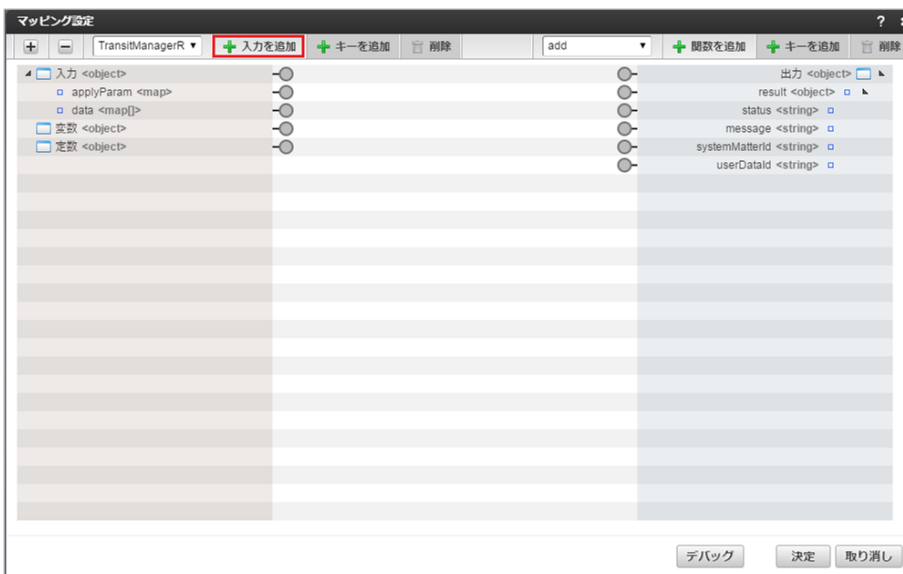 マッピング設定 ?
TransitManagerR 入力を追加 キーを追加 削除 add 関数を追加 キーを追加 削除
入力 <object> 出力 <object>
applyParam <map> result <object>
data <map[]> status <string>
変数 <object> message <string>
定数 <object> systemMatterId <string>
userDataId <string>
デバッグ 決定 取り消し